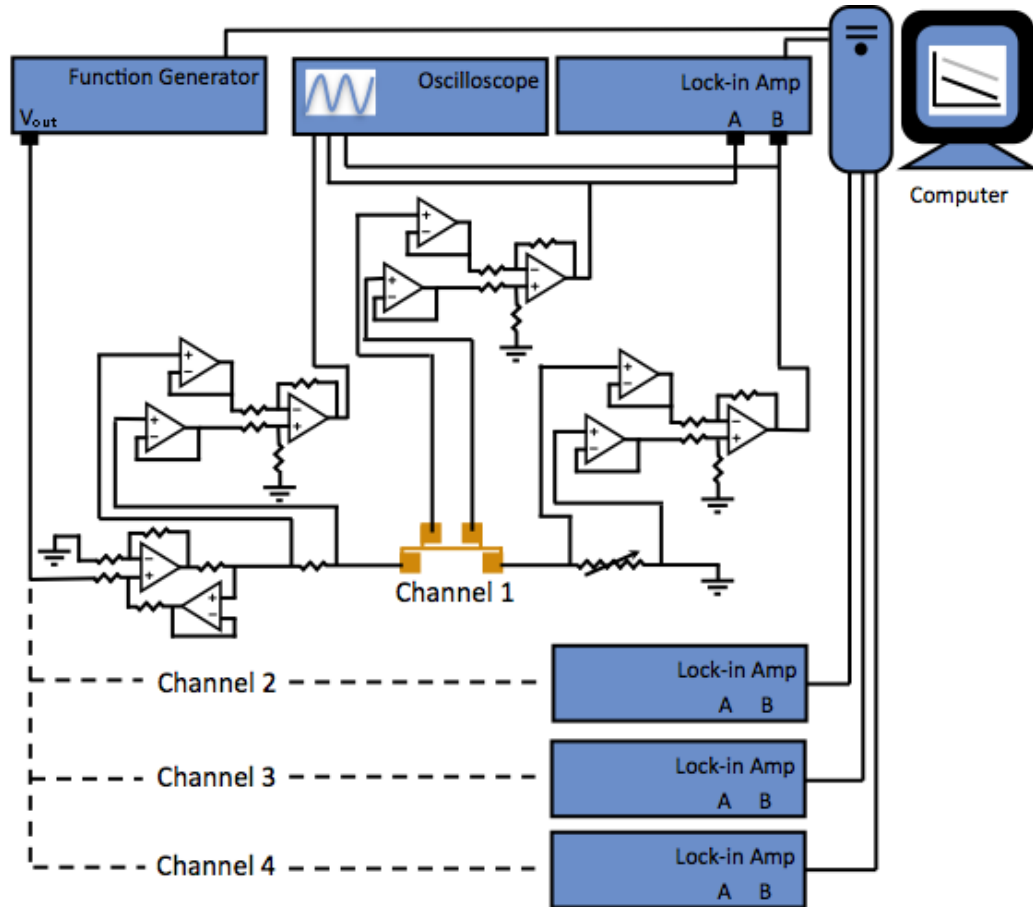 Function Generator
Vout
Oscilloscope
Lock-in Amp
A B
Computer
Channel 1
Channel 2
Lock-in Amp
A B
Channel 3
Lock-in Amp
A B
Channel 4
Lock-in Amp
A B